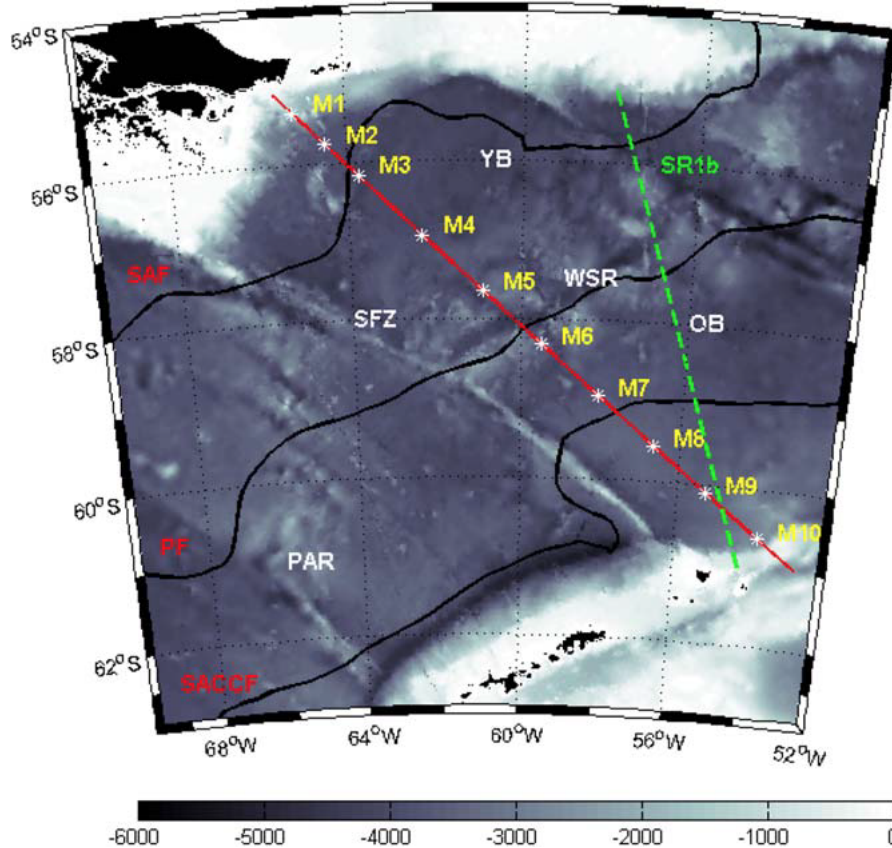 54°S
M1
M2
YB
SR1b
M3
56°S
M4
SAF
M5
WSR
SFZ
OB
M6
58°S
M7
M8
M9
60°S
PF
PAR
M10
62°S
SACCF
68°W
64°W
60°W
56°W
52°W
-6000 -5000 -4000 -3000 -2000 -1000 0